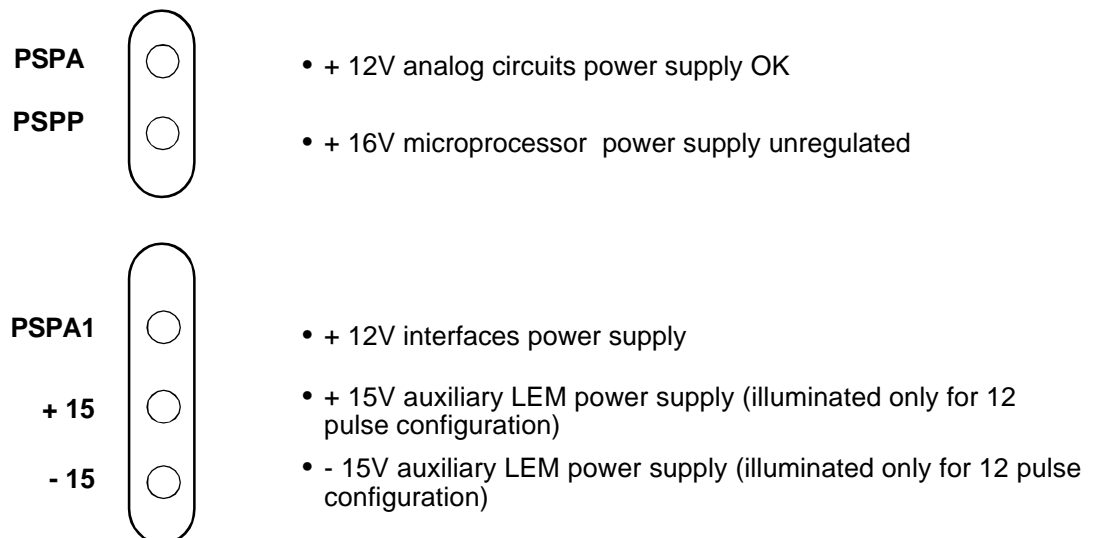 PSPA • + 12V analog circuits power supply OK
PSPP • + 16V microprocessor power supply unregulated
PSPA1 • + 12V interfaces power supply
+ 15 • + 15V auxiliary LEM power supply (illuminated only for 12
pulse configuration)
- 15 • - 15V auxiliary LEM power supply (illuminated only for 12 pulse
configuration)